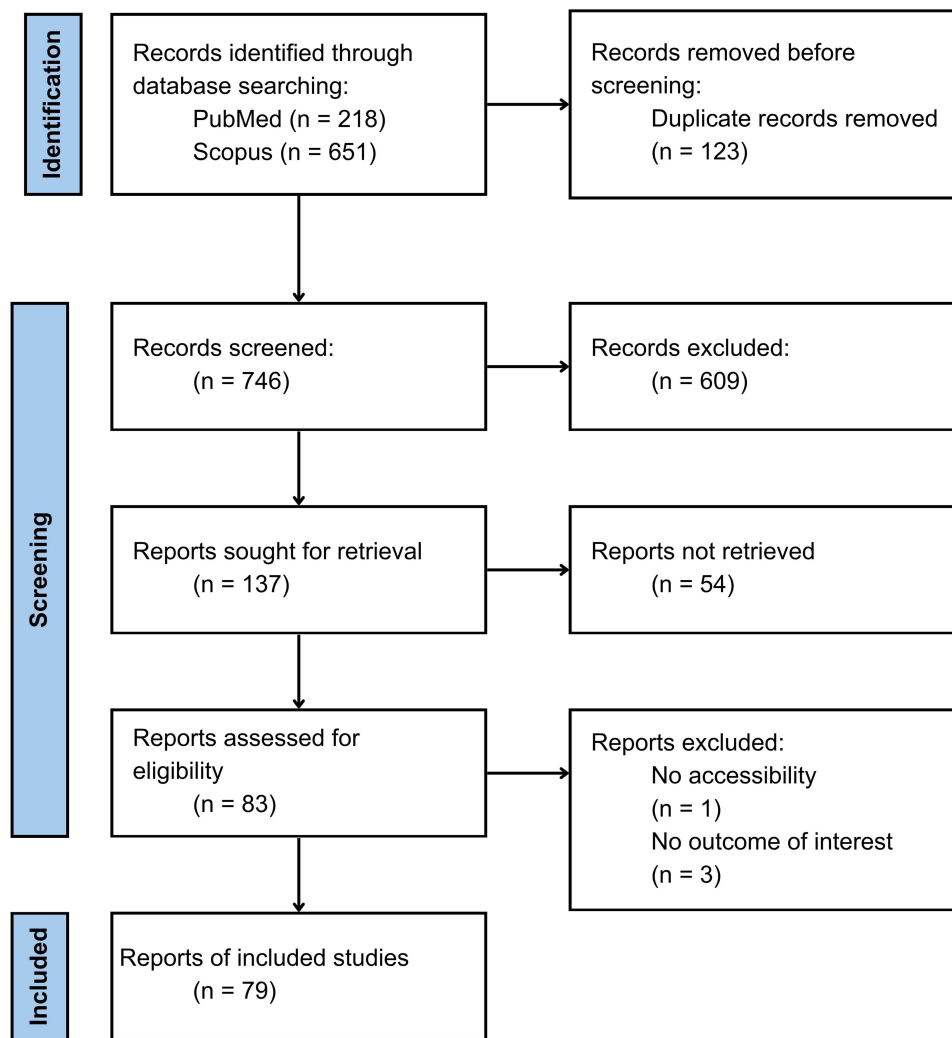 Identification
Records identified through
database searching:
PubMed (n = 218)
Scopus (n = 651)
Records removed before
screening:
Duplicate records removed
(n = 123)
Screening
Records screened:
(n = 746)
Records excluded:
(n = 609)
Reports sought for retrieval
(n = 137)
Reports not retrieved
(n = 54)
Reports assessed for
eligibility
(n = 83)
Reports excluded:
No accessibility
(n = 1)
No outcome of interest
(n = 3)
Included
Reports of included studies
(n = 79)